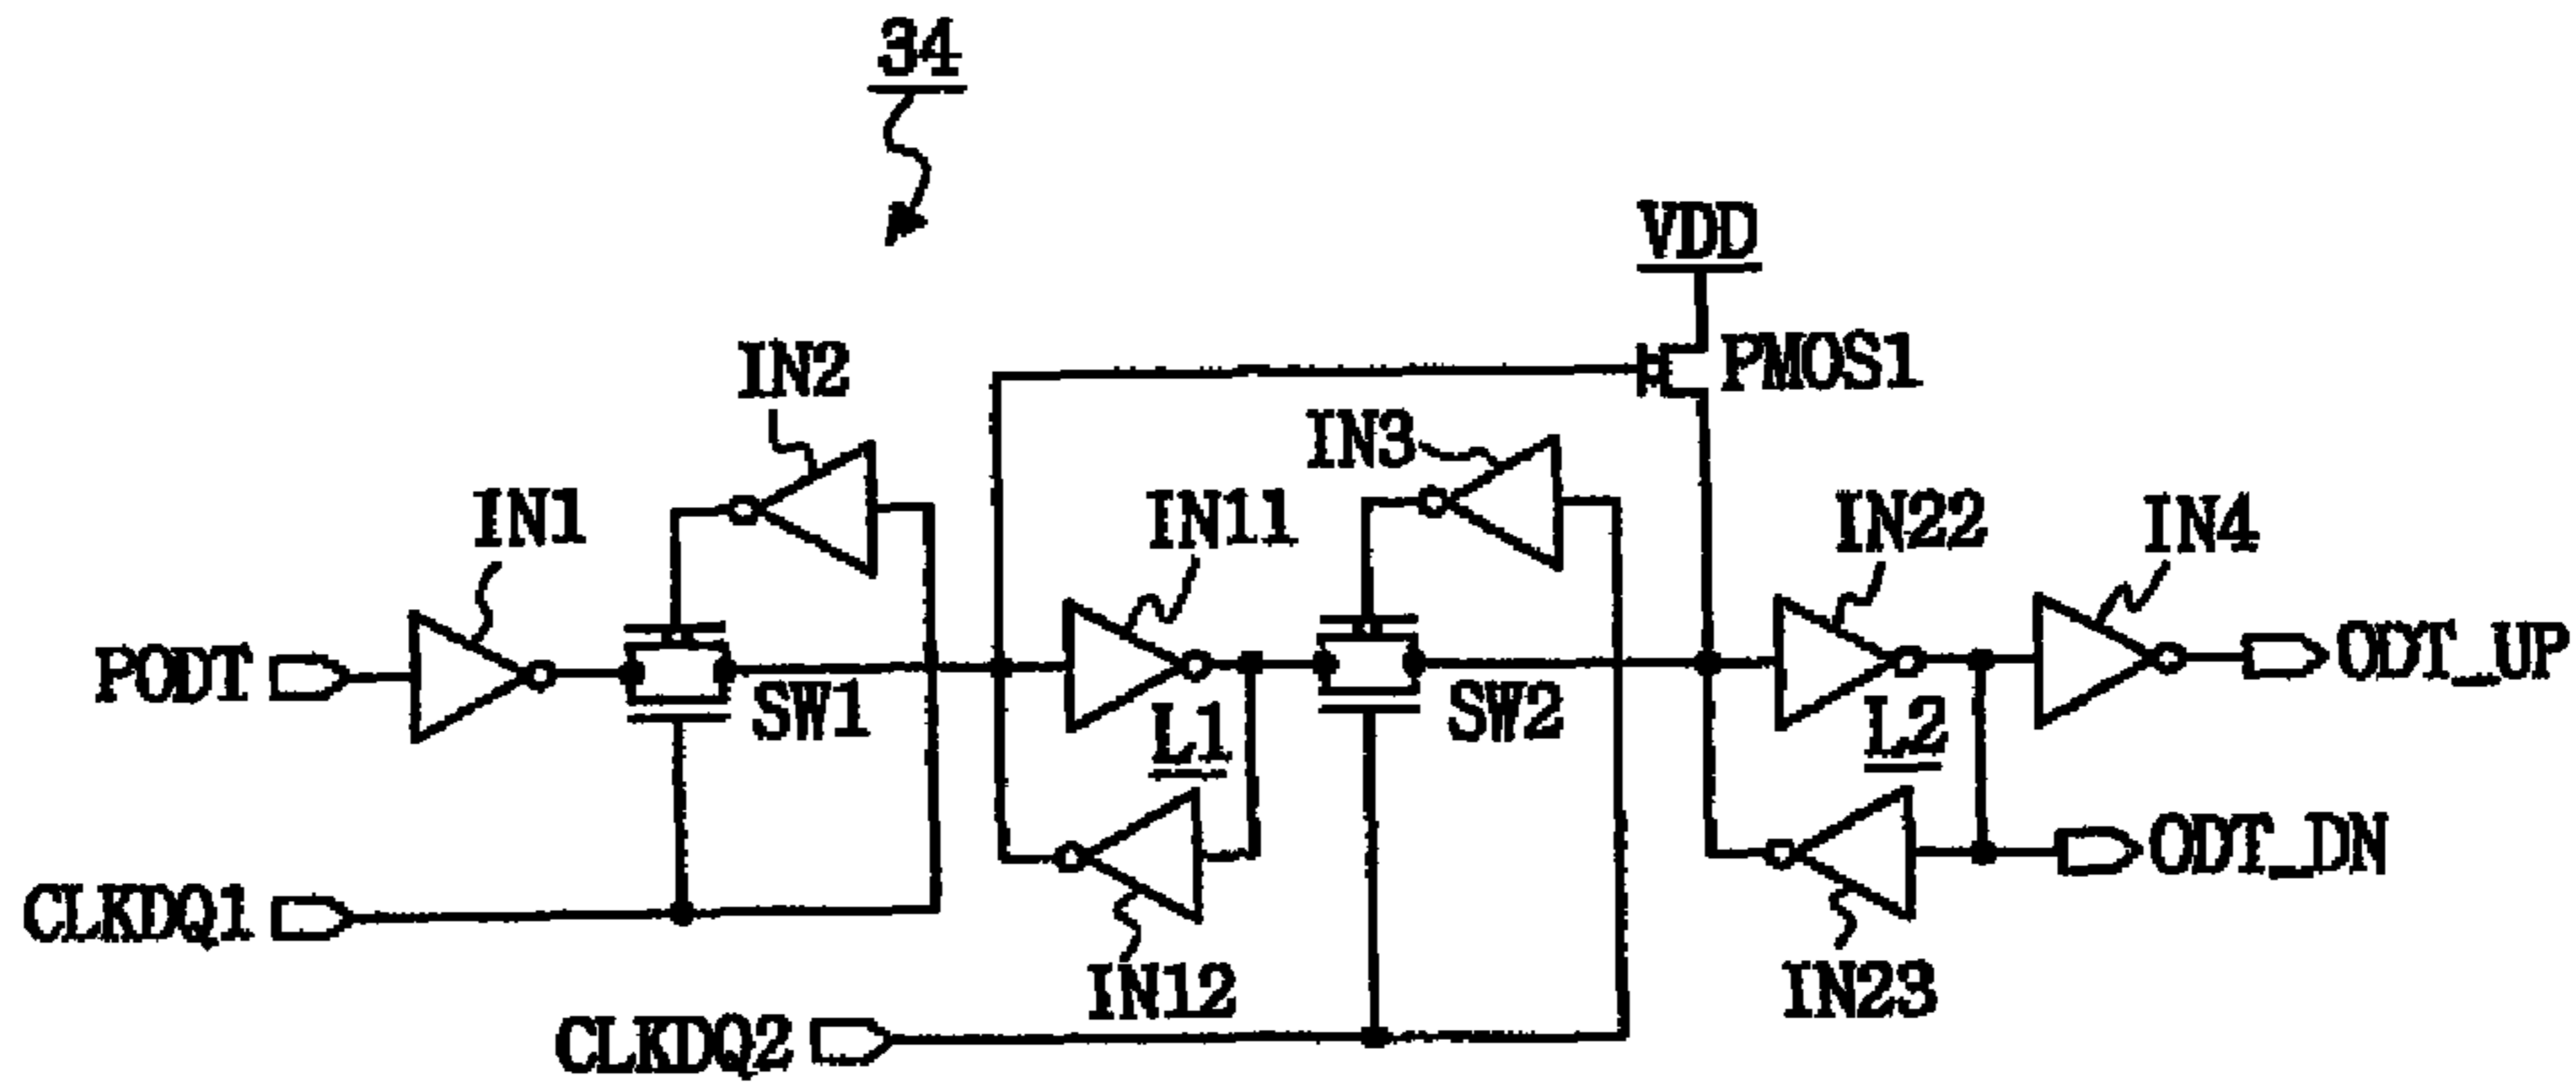 34
VDD
PMOS1
IN2
IN3
IN1
IN11
IN22
IN4
PODT
SW1
L1
SW2
L2
ODT_UP
CLKDQ1
IN12
ODT_DN
IN23
CLKDQ2